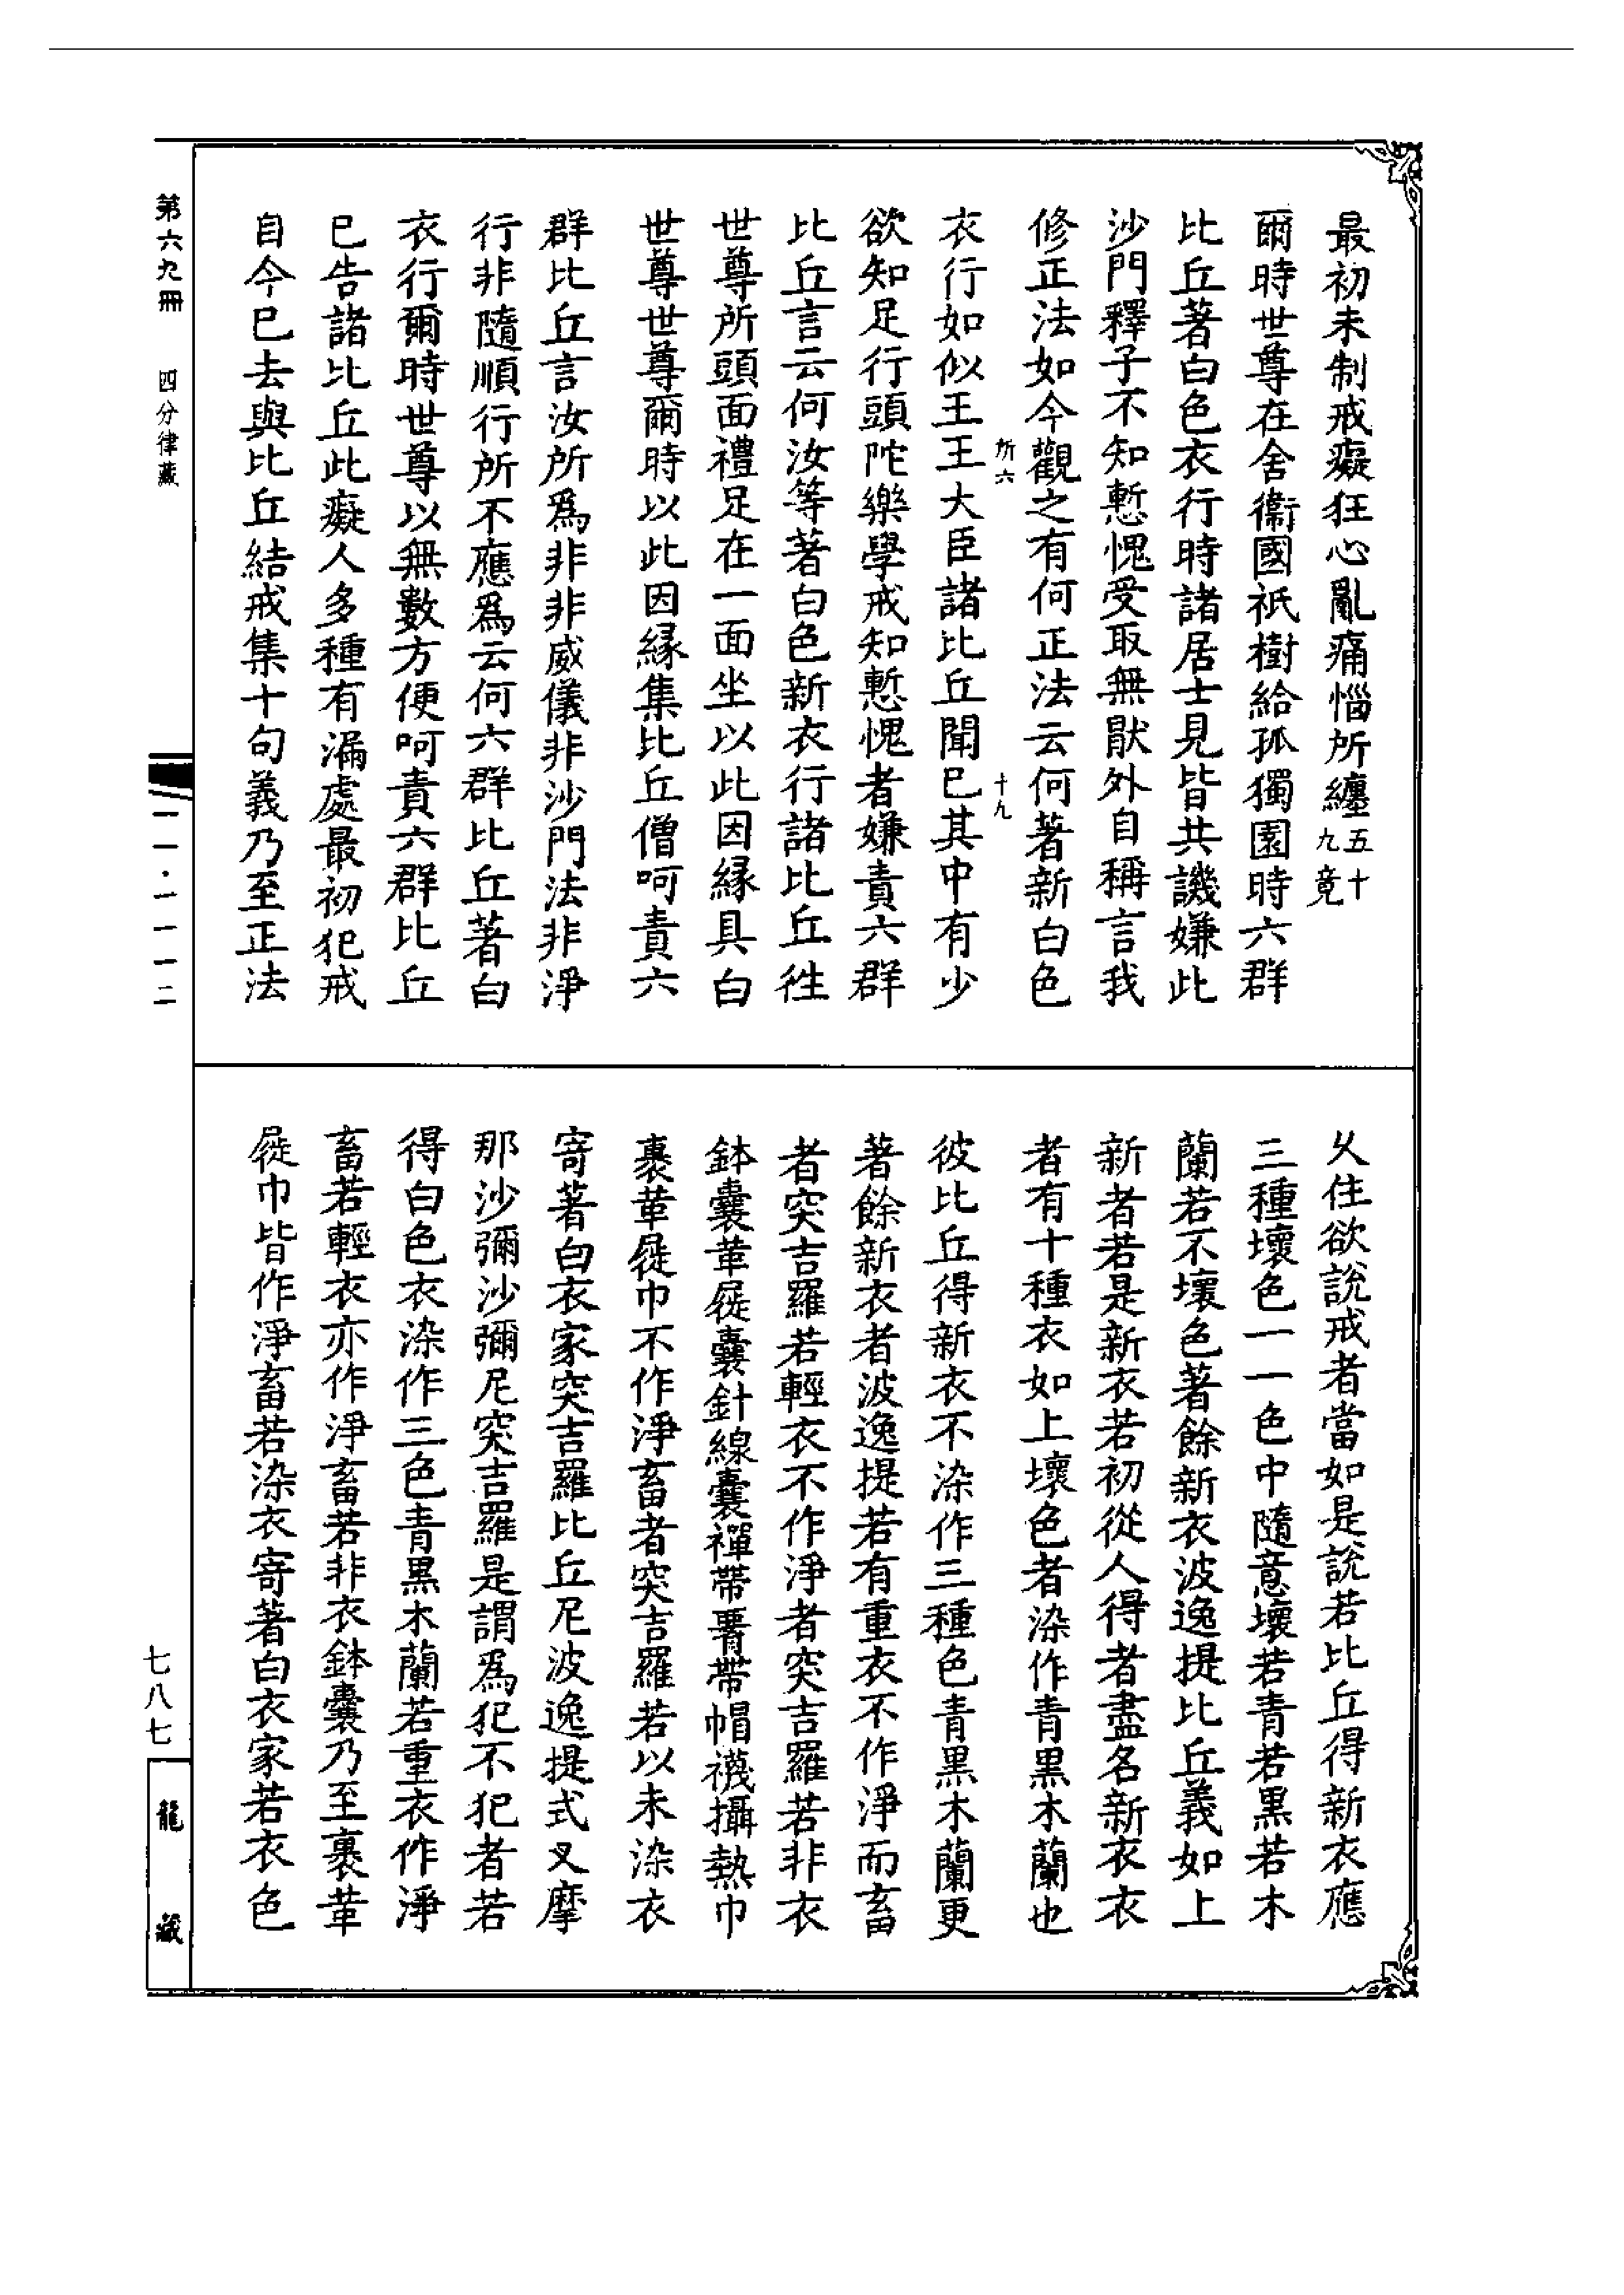 最初未制戒癡狂心亂痛惱所纏五十九竟
爾時世尊在舍衞國祇樹給孤獨園時六群
比丘著白色衣行時諸居士見皆共譏嫌此
沙門釋子不知慙愧受取無猒外自稱言我
修正法如今觀之有何正法云何著新白色
所六
十九
衣行如似王王大臣諸比丘聞已其中有少
欲知足行頭陀樂學戒知慙愧者嫌責六群
比丘言云何汝等著白色新衣行諸比丘往
世尊所頭面禮足在一面坐以此因緣具白
世尊世尊爾時以此因緣集比丘僧呵責六
群比丘言汝所爲非非威儀非沙門法非淨
行非隨順行所不應爲云何六群比丘著白
衣行爾時世尊以無數方便呵責六群比丘
已告諸比丘此癡人多種有漏處最初犯戒
自今已去與比丘結戒集十句義乃至正法
久住欲說戒者當如是說若比丘得新衣應
三種壞色一一色中隨意壞若青若黑若木
蘭若不壞色著餘新衣波逸提比丘義如上
新者若是新衣若初從人得者盡名新衣衣
者有十種衣如上壞色者染作青黑木蘭也
彼比丘得新衣不染作三種色青黑木蘭更
著餘新衣者波逸提若有重衣不作淨而畜
者突吉羅若輕衣不作淨者突吉羅若非衣
鉢囊革屣囊針線囊禪帶𦝫帶帽襪攝熱巾
裹革屣巾不作淨畜者突吉羅若以未染衣
寄著白衣家突吉羅比丘尼波逸提式叉摩
那沙彌沙彌尼突吉羅是謂爲犯不犯者若
得白色衣染作三色青黑木蘭若重衣作淨
畜若輕衣亦作淨畜若非衣鉢囊乃至裹革
屣巾皆作淨畜若染衣寄著白衣家若衣色
第六九冊　四分律藏
一一·一一一二
七八七
龍藏